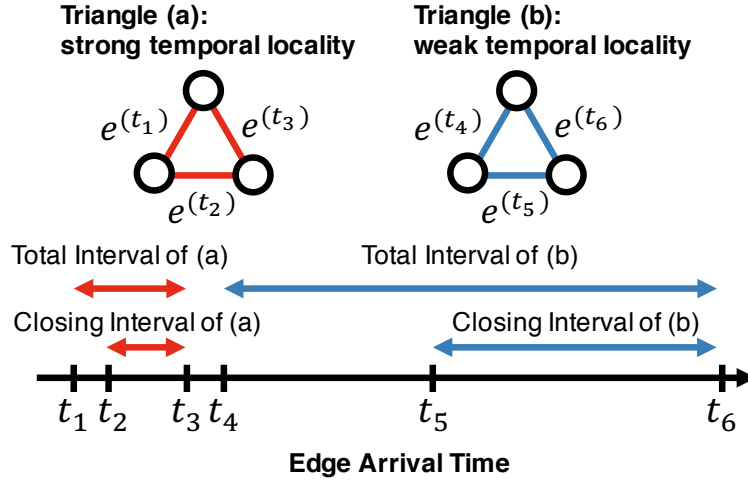 Triangle (a):
strong temporal locality
Triangle (b):
weak temporal locality
e^(t₁)
e^(t₃)
e^(t₂)
e^(t₄)
e^(t₆)
e^(t₅)
Total Interval of (a)
Total Interval of (b)
Closing Interval of (a)
Closing Interval of (b)
t₁ t₂ t₃ t₄ t₅ t₆
Edge Arrival Time